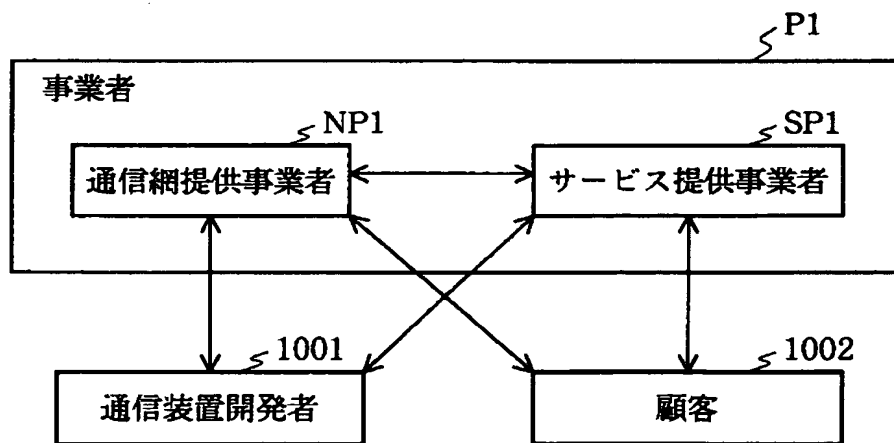 P1
事業者
NP1
SP1
通信網提供事業者
サービス提供事業者
1001
1002
通信装置開発者
顧客